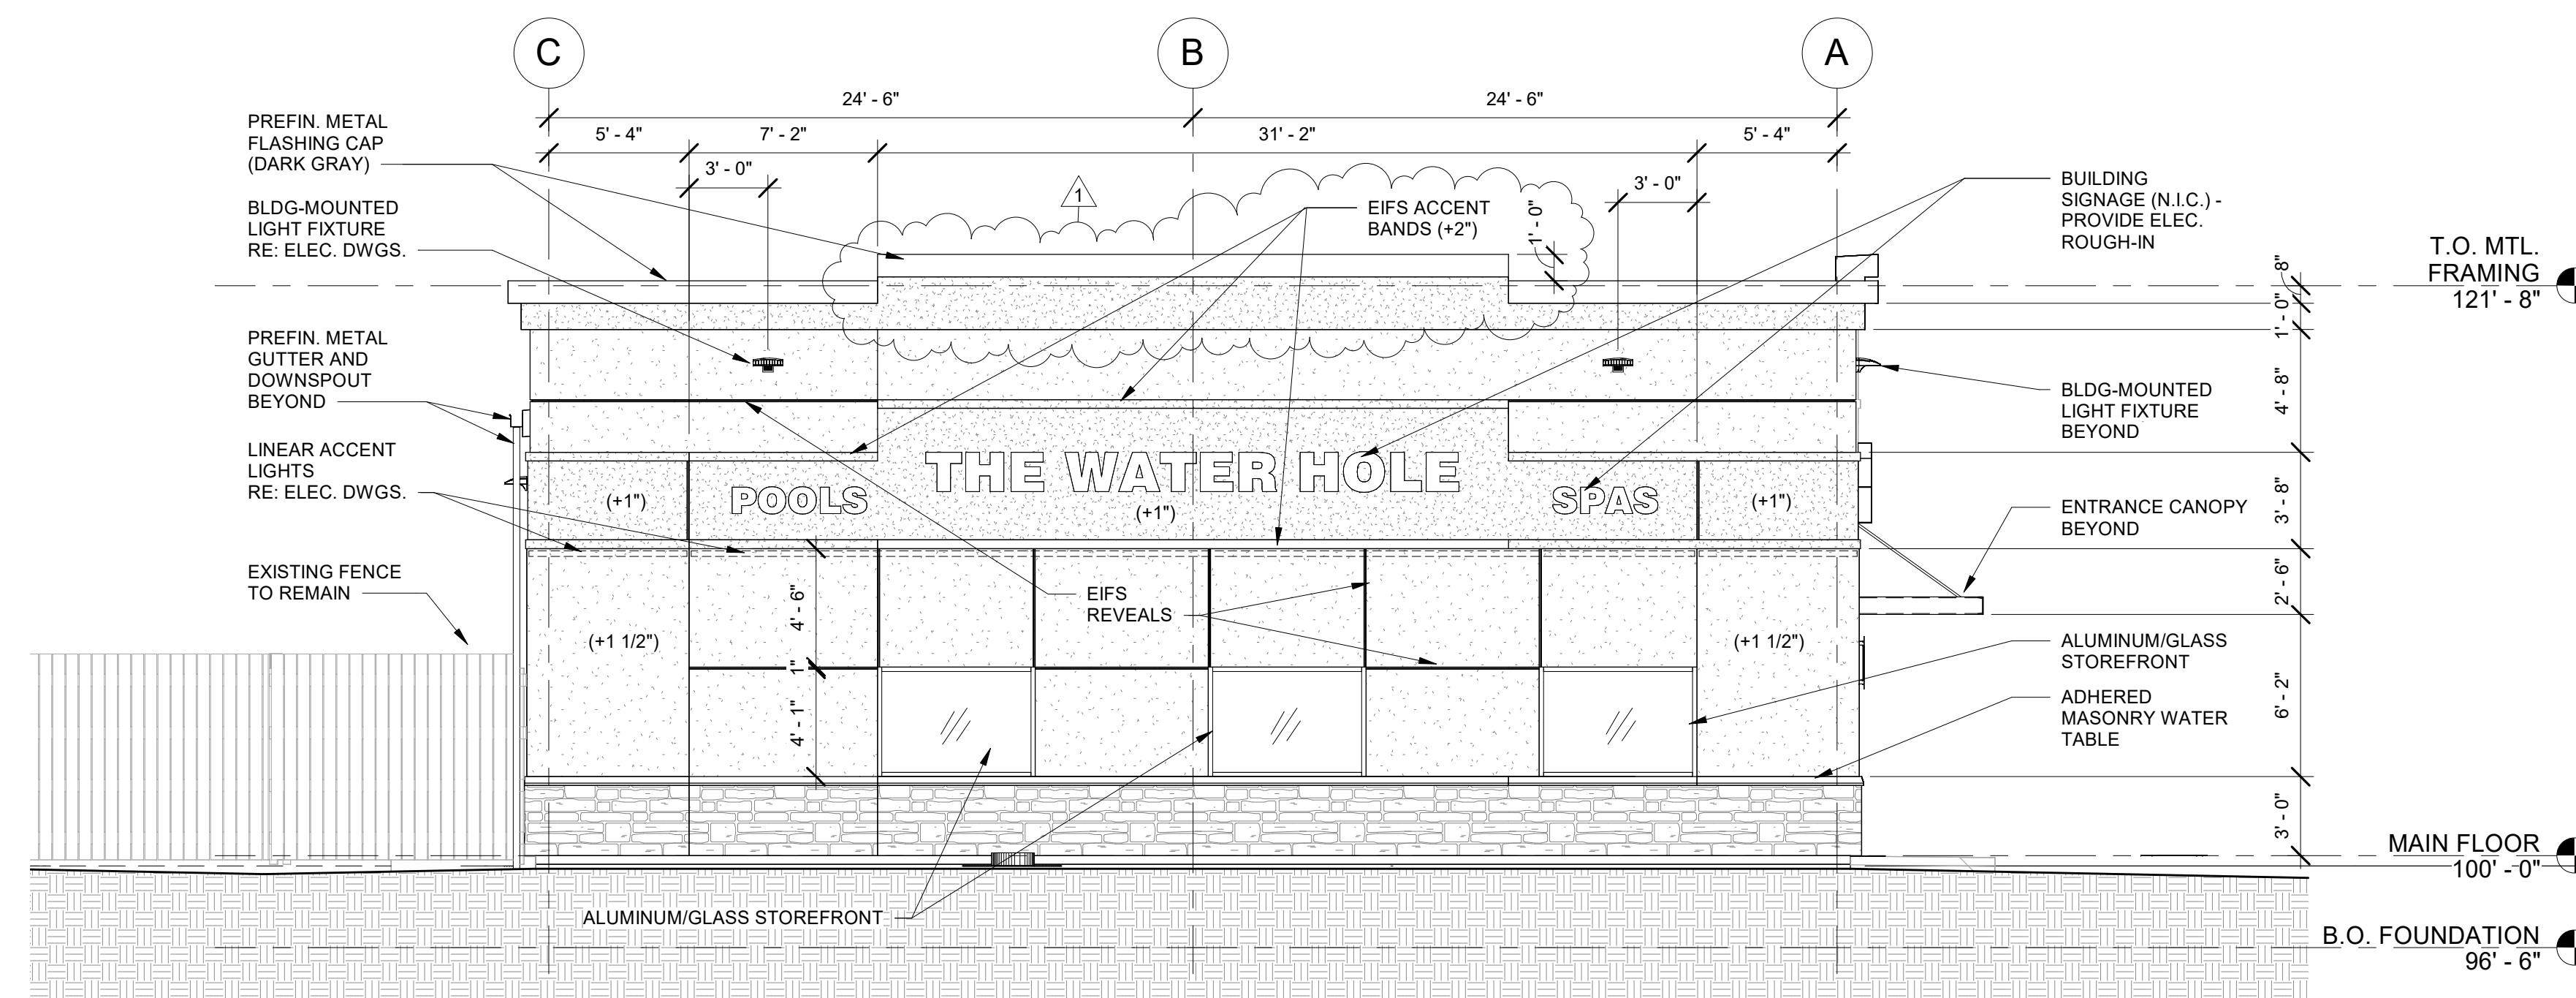 C
B
A
24' - 6"
24' - 6"
5' - 4"
7' - 2"
31' - 2"
5' - 4"
3' - 0"
3' - 0"
1
1' - 0"
PREFIN. METAL
FLASHING CAP
(DARK GRAY)
BLDG-MOUNTED
LIGHT FIXTURE
RE: ELEC. DWGS.
PREFIN. METAL
GUTTER AND
DOWNSPOUT
BEYOND
LINEAR ACCENT
LIGHTS
RE: ELEC. DWGS.
EXISTING FENCE
TO REMAIN
EIFS ACCENT
BANDS (+2")
BUILDING
SIGNAGE (N.I.C.) -
PROVIDE ELEC.
ROUGH-IN
T.O. MTL.
FRAMING
121' - 8"
8"
1' - 0"
4' - 8"
3' - 8"
2' - 6"
6' - 2"
3' - 0"
BLDG-MOUNTED
LIGHT FIXTURE
BEYOND
ENTRANCE CANOPY
BEYOND
ALUMINUM/GLASS
STOREFRONT
ADHERED
MASONRY WATER
TABLE
THE WATER HOLE
POOLS
SPAS
(+1")
(+1")
(+1")
(+1 1/2")
(+1 1/2")
4' - 6"
1"
4' - 1"
EIFS
REVEALS
ALUMINUM/GLASS STOREFRONT
MAIN FLOOR
100' - 0"
B.O. FOUNDATION
96' - 6"